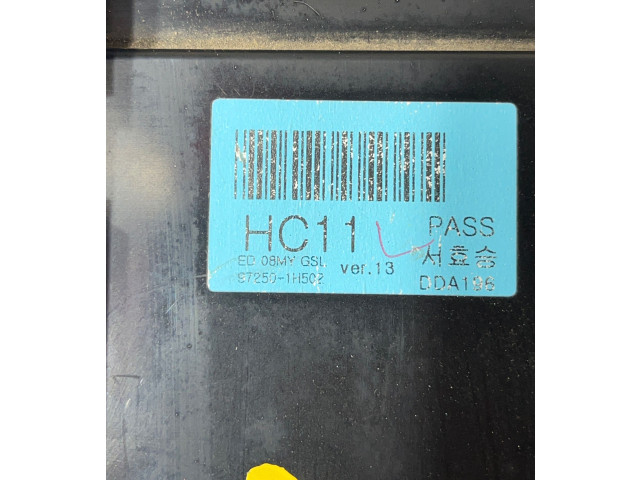 HC11
PASS
ED 08MY GSL
ver.13
서효승
97250-1H502
DDA196